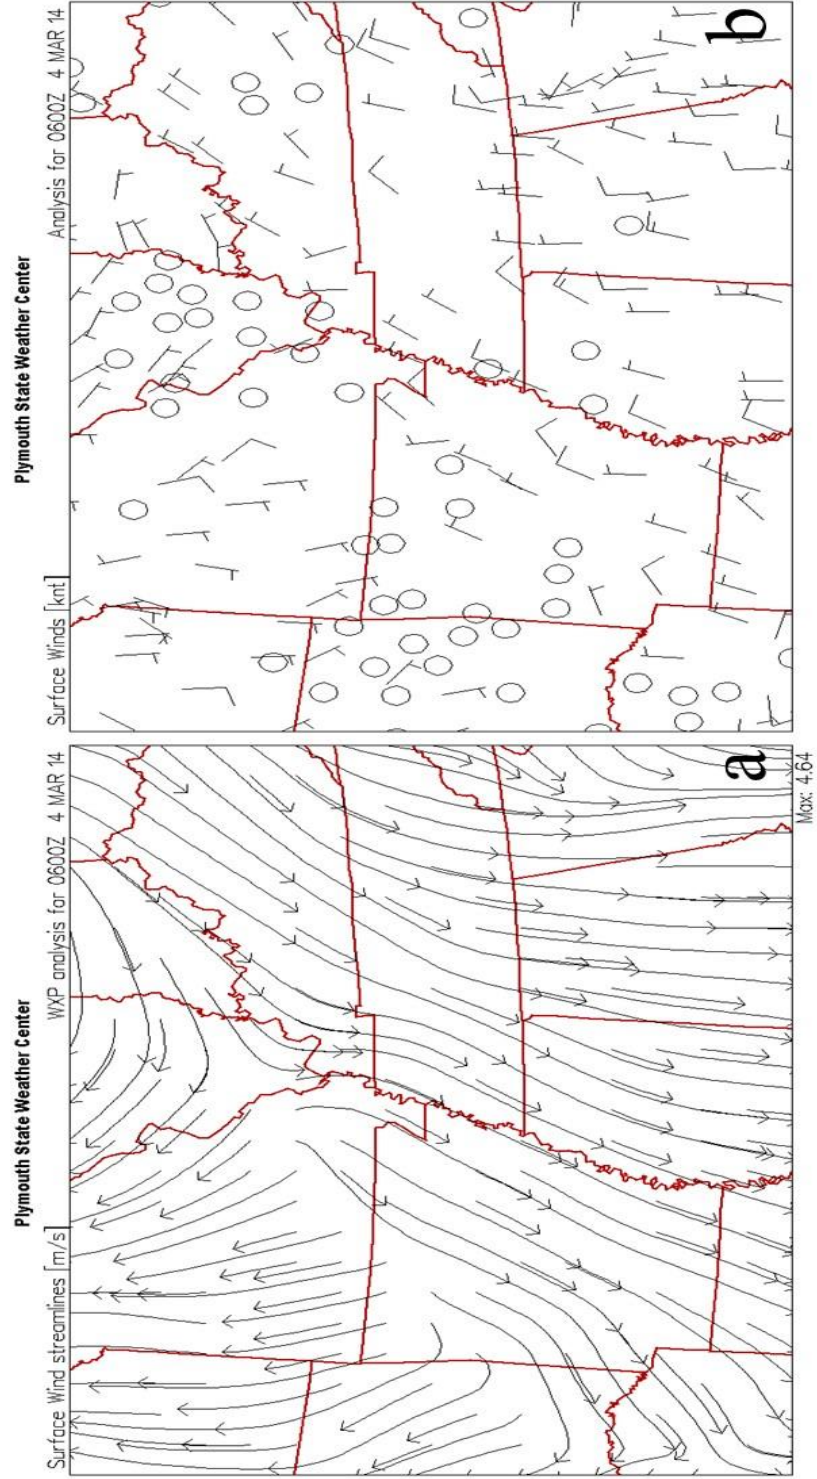 Plymouth State Weather Center
Surface Wind streamlines [m/s]
WXP analysis for 0600Z 4 MAR 14
a
Max: 4.64
Plymouth State Weather Center
Surface Winds [knt]
Analysis for 0600Z 4 MAR 14
b